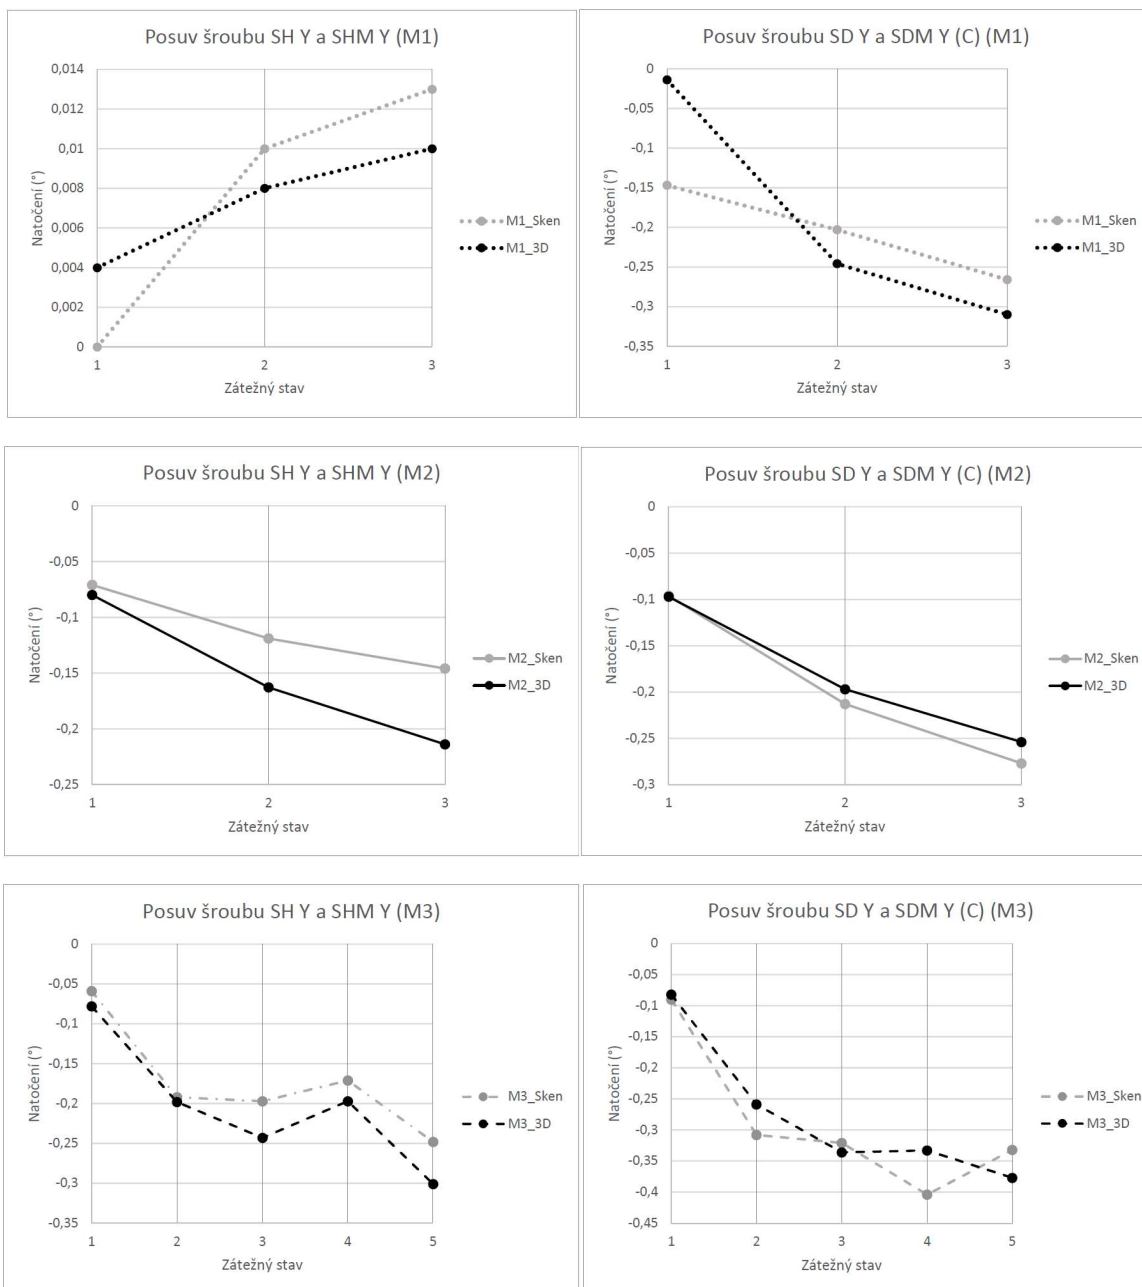 Posuv šroubu SH Y a SHM Y (M1)
0,014
0,012
0,01
0,008
0,006
0,004
0,002
0
Natočení (°)
1 2 3
Zátežný stav
M1_Sken
M1_3D
Posuv šroubu SD Y a SDM Y (C) (M1)
0
-0,05
-0,1
-0,15
-0,2
-0,25
-0,3
-0,35
Natočení (°)
1 2 3
Zátežný stav
M1_Sken
M1_3D
Posuv šroubu SH Y a SHM Y (M2)
0
-0,05
-0,1
-0,15
-0,2
-0,25
Natočení (°)
1 2 3
Zátežný stav
M2_Sken
M2_3D
Posuv šroubu SD Y a SDM Y (C) (M2)
0
-0,05
-0,1
-0,15
-0,2
-0,25
-0,3
Natočení (°)
1 2 3
Zátežný stav
M2_Sken
M2_3D
Posuv šroubu SH Y a SHM Y (M3)
0
-0,05
-0,1
-0,15
-0,2
-0,25
-0,3
-0,35
Natočení (°)
1 2 3 4 5
Zátežný stav
M3_Sken
M3_3D
Posuv šroubu SD Y a SDM Y (C) (M3)
0
-0,05
-0,1
-0,15
-0,2
-0,25
-0,3
-0,35
-0,4
-0,45
Natočení (°)
1 2 3 4 5
Zátežný stav
M3_Sken
M3_3D